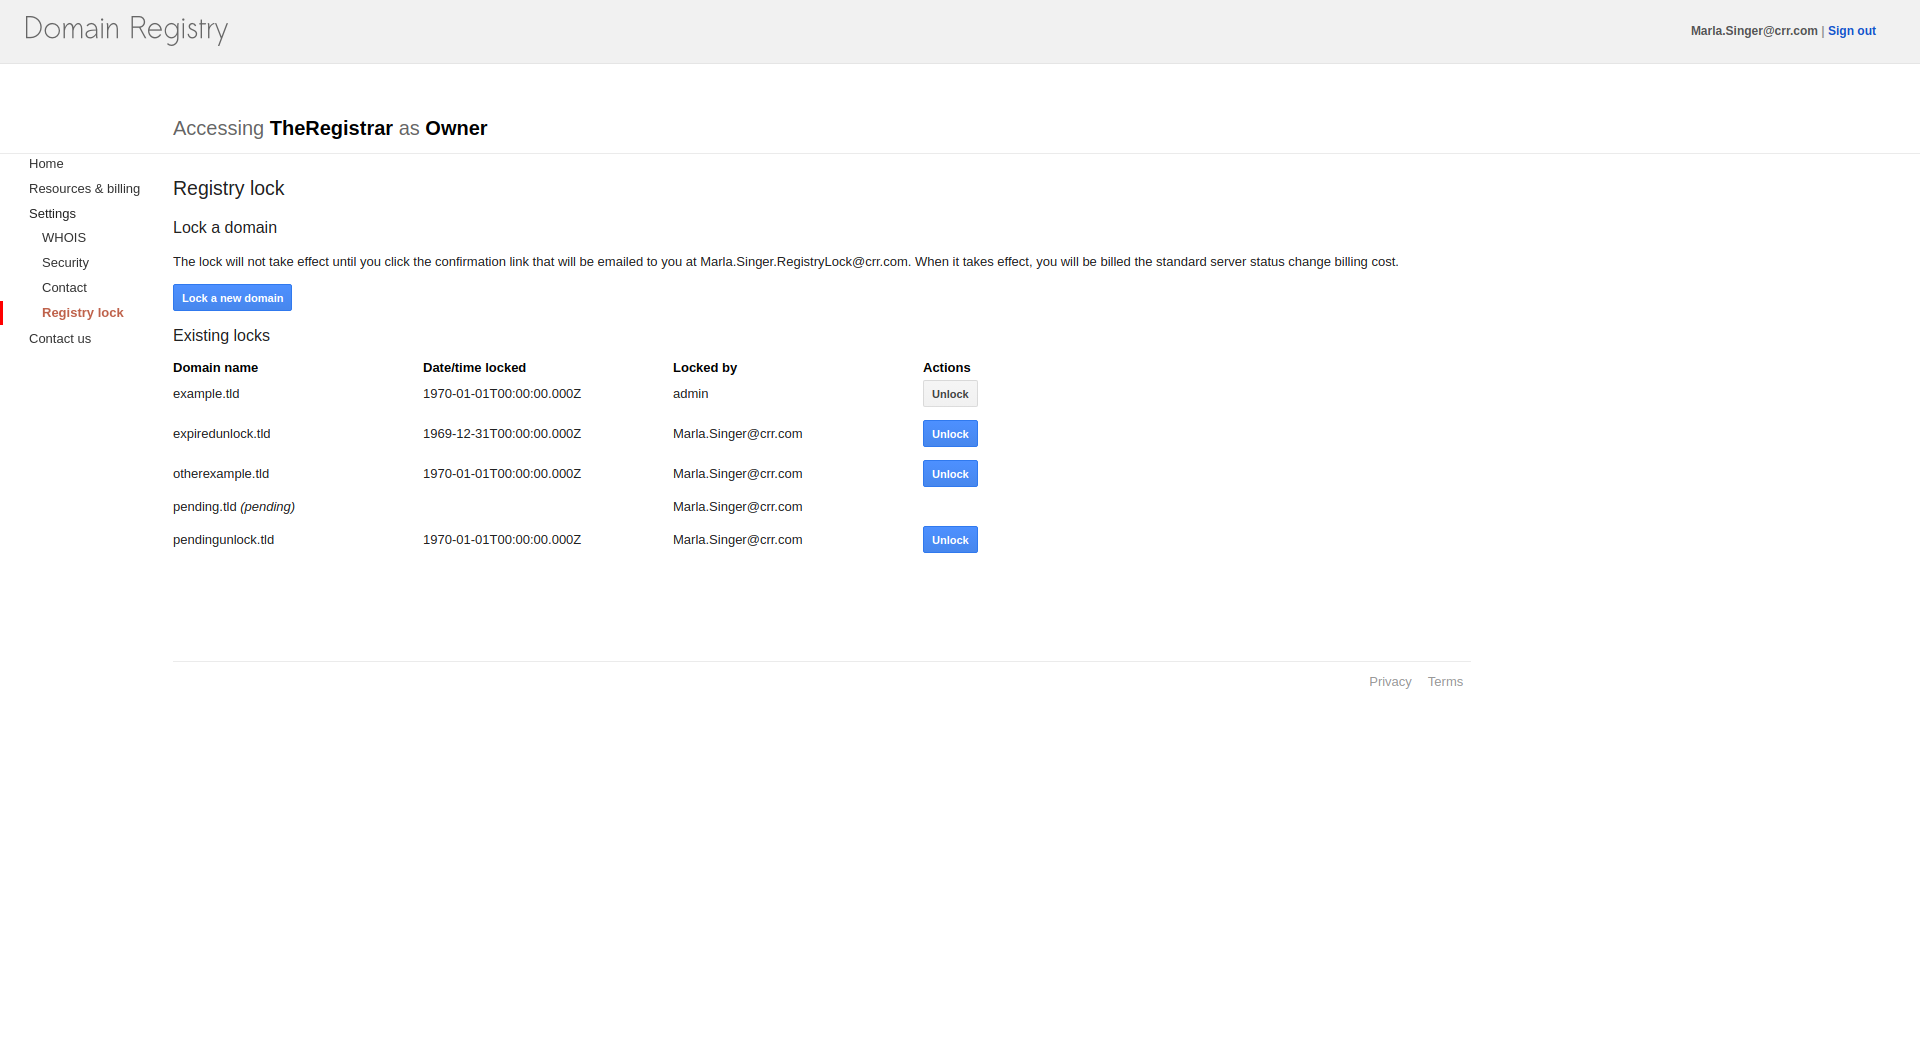 Domain Registry
Marla.Singer@crr.com | Sign out
Accessing TheRegistrar as Owner
Home
Resources & billing
Settings
WHOIS
Security
Contact
Registry lock
Contact us
Registry lock
Lock a domain
The lock will not take effect until you click the confirmation link that will be emailed to you at Marla.Singer.RegistryLock@crr.com. When it takes effect, you will be billed the standard server status change billing cost.
Lock a new domain
Existing locks
Domain name Date/time locked Locked by Actions
example.tld 1970-01-01T00:00:00.000Z admin Unlock
expiredunlock.tld 1969-12-31T00:00:00.000Z Marla.Singer@crr.com Unlock
otherexample.tld 1970-01-01T00:00:00.000Z Marla.Singer@crr.com Unlock
pending.tld (pending) Marla.Singer@crr.com
pendingunlock.tld 1970-01-01T00:00:00.000Z Marla.Singer@crr.com Unlock
Privacy Terms